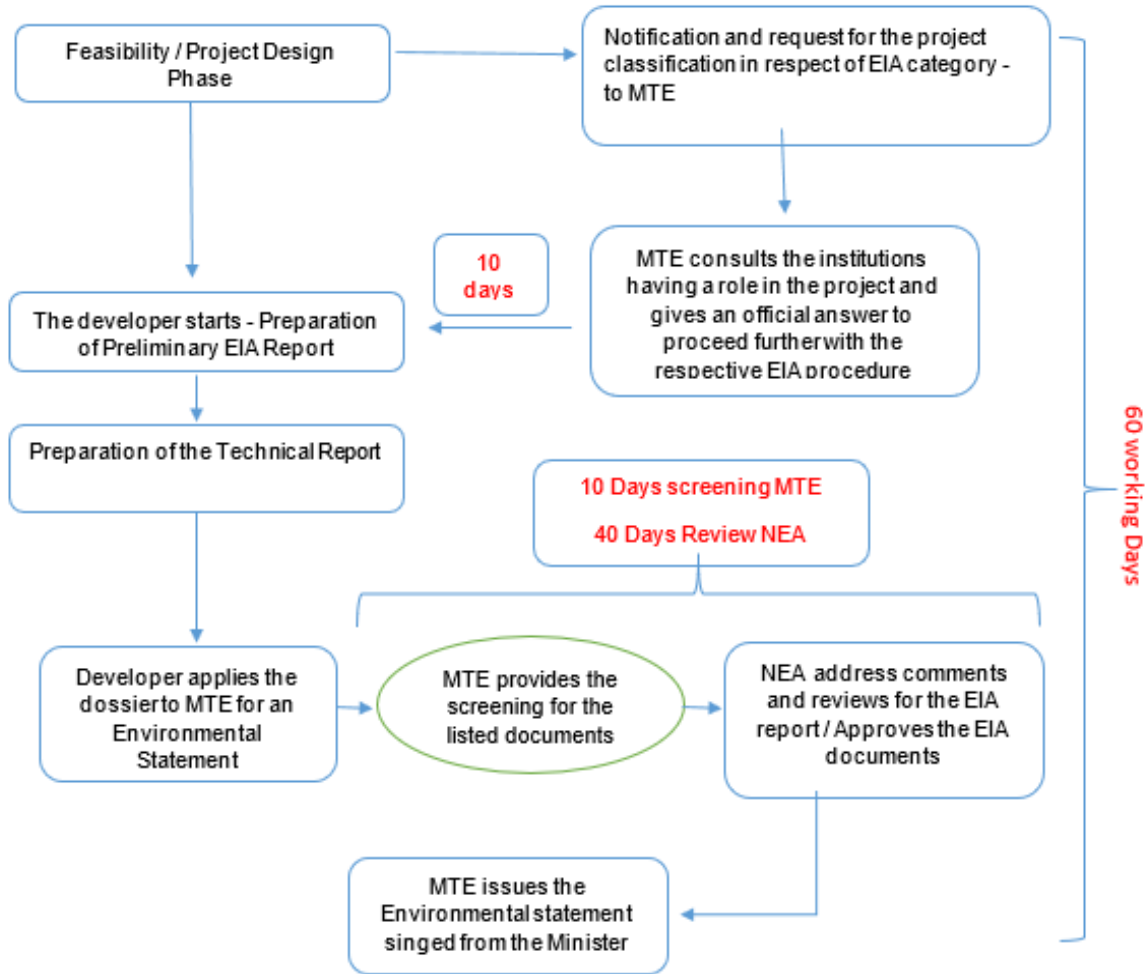 Feasibility / Project Design
Phase
Notification and request for the project
classification in respect of EIA category -
to MTE
MTE consults the institutions
having a role in the project and
gives an official answer to
proceed further with the
respective EIA procedure
10
days
The developer starts - Preparation
of Preliminary EIA Report
Preparation of the Technical Report
10 Days screening MTE
40 Days Review NEA
60 working Days
Developer applies the
dossier to MTE for an
Environmental
Statement
MTE provides the
screening for the
listed documents
NEA address comments
and reviews for the EIA
report / Approves the EIA
documents
MTE issues the
Environmental statement
singed from the Minister